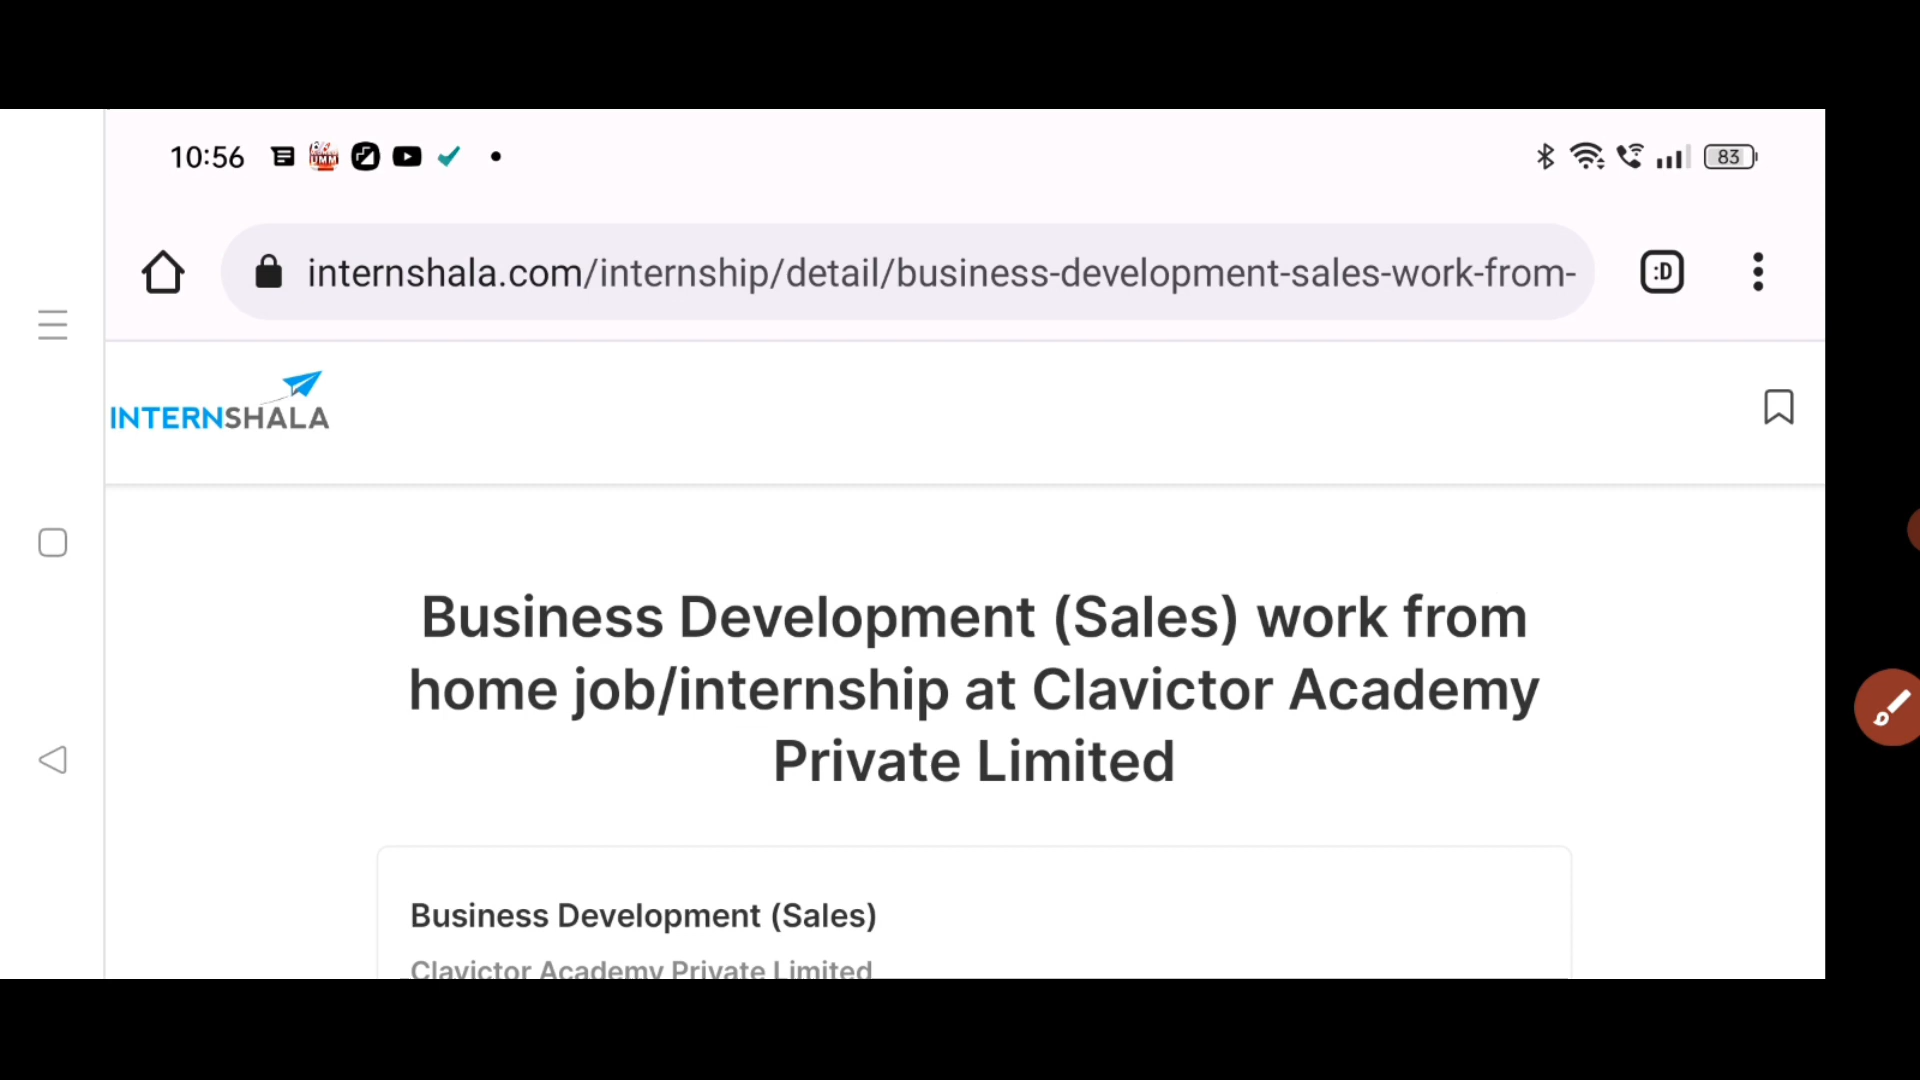 10:56
UMM
83
internshala.com/internship/detail/business-development-sales-work-from-
:D
INTERNSHALA
Business Development (Sales) work from
home job/internship at Clavictor Academy
Private Limited
Business Development (Sales)
Clavictor Academy Private Limited